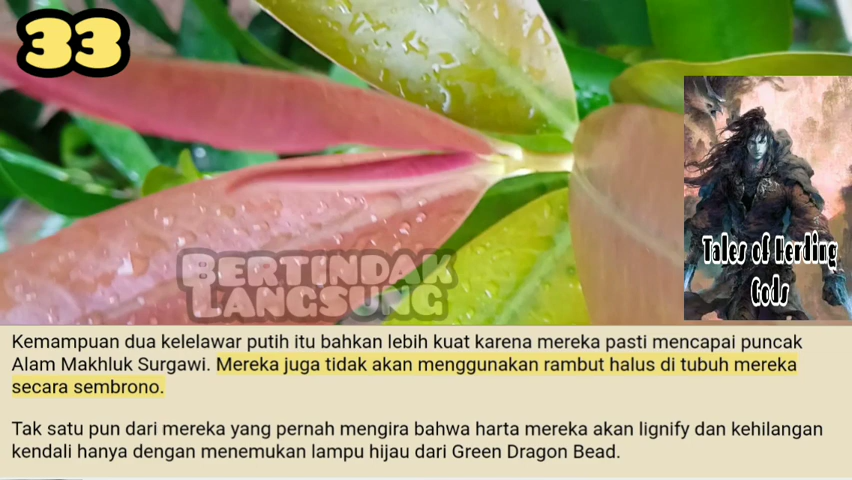 33
BERTINDAK
LANGSUNG
Tales of Herding
Gods
Kemampuan dua kelelawar putih itu bahkan lebih kuat karena mereka pasti mencapai puncak
Alam Makhluk Surgawi. Mereka juga tidak akan menggunakan rambut halus di tubuh mereka
secara sembrono.
Tak satu pun dari mereka yang pernah mengira bahwa harta mereka akan lignify dan kehilangan
kendali hanya dengan menemukan lampu hijau dari Green Dragon Bead.